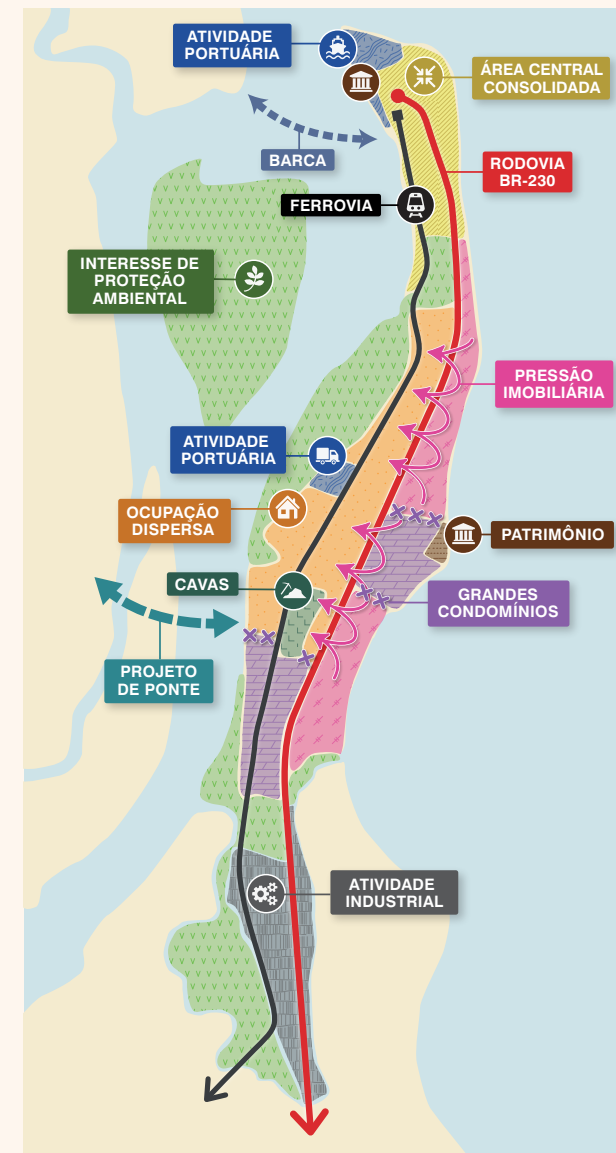 ATIVIDADE
PORTUÁRIA
ÁREA CENTRAL
CONSOLIDADA
BARCA
RODOVIA
BR-230
FERROVIA
INTERESSE DE
PROTEÇÃO
AMBIENTAL
PRESSÃO
IMOBILIÁRIA
ATIVIDADE
PORTUÁRIA
OCUPAÇÃO
DISPERSA
PATRIMÔNIO
CAVAS
GRANDES
CONDOMÍNIOS
PROJETO
DE PONTE
ATIVIDADE
INDUSTRIAL